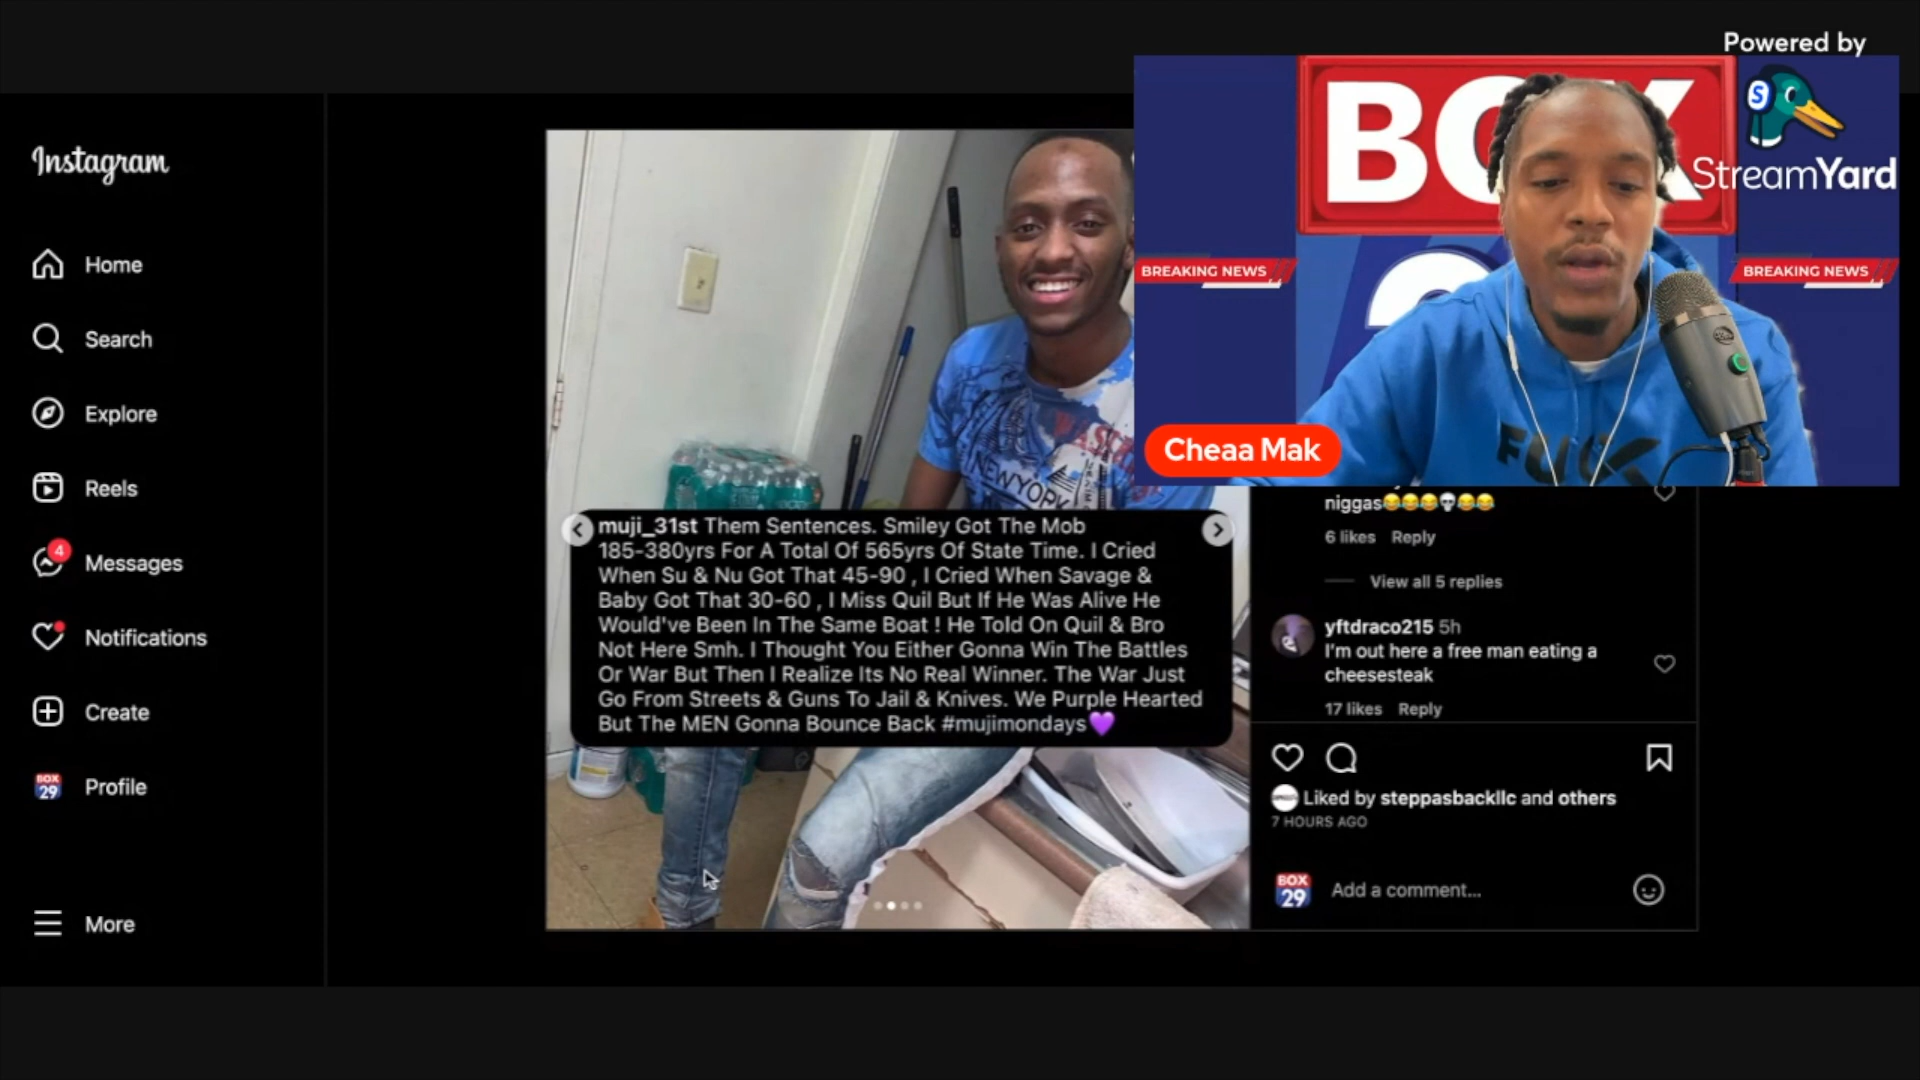 Powered by
StreamYard
BOX
2
BREAKING NEWS
BREAKING NEWS
Cheaa Mak
Instagram
Home
Search
Explore
Reels
4
Messages
Notifications
Create
BOX
29
Profile
More
NEWYORK
muji_31st Them Sentences. Smiley Got The Mob
185-380yrs For A Total Of 565yrs Of State Time. I Cried
When Su & Nu Got That 45-90 , I Cried When Savage &
Baby Got That 30-60 , I Miss Quil But If He Was Alive He
Would've Been In The Same Boat ! He Told On Quil & Bro
Not Here Smh. I Thought You Either Gonna Win The Battles
Or War But Then I Realize Its No Real Winner. The War Just
Go From Streets & Guns To Jail & Knives. We Purple Hearted
But The MEN Gonna Bounce Back #mujimondays💜
niggas😂😂😂💀😂😂
6 likes Reply
View all 5 replies
yftdraco215 5h
I'm out here a free man eating a
cheesesteak
17 likes Reply
Liked by steppasbackllc and others
7 HOURS AGO
BOX
29
Add a comment...